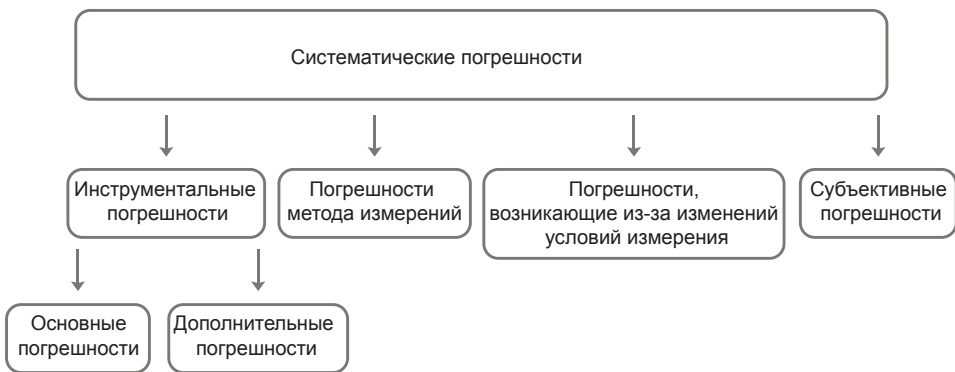 Систематические погрешности
Инструментальные
погрешности
Погрешности
метода измерений
Погрешности,
возникающие из-за изменений
условий измерения
Субъективные
погрешности
Основные
погрешности
Дополнительные
погрешности